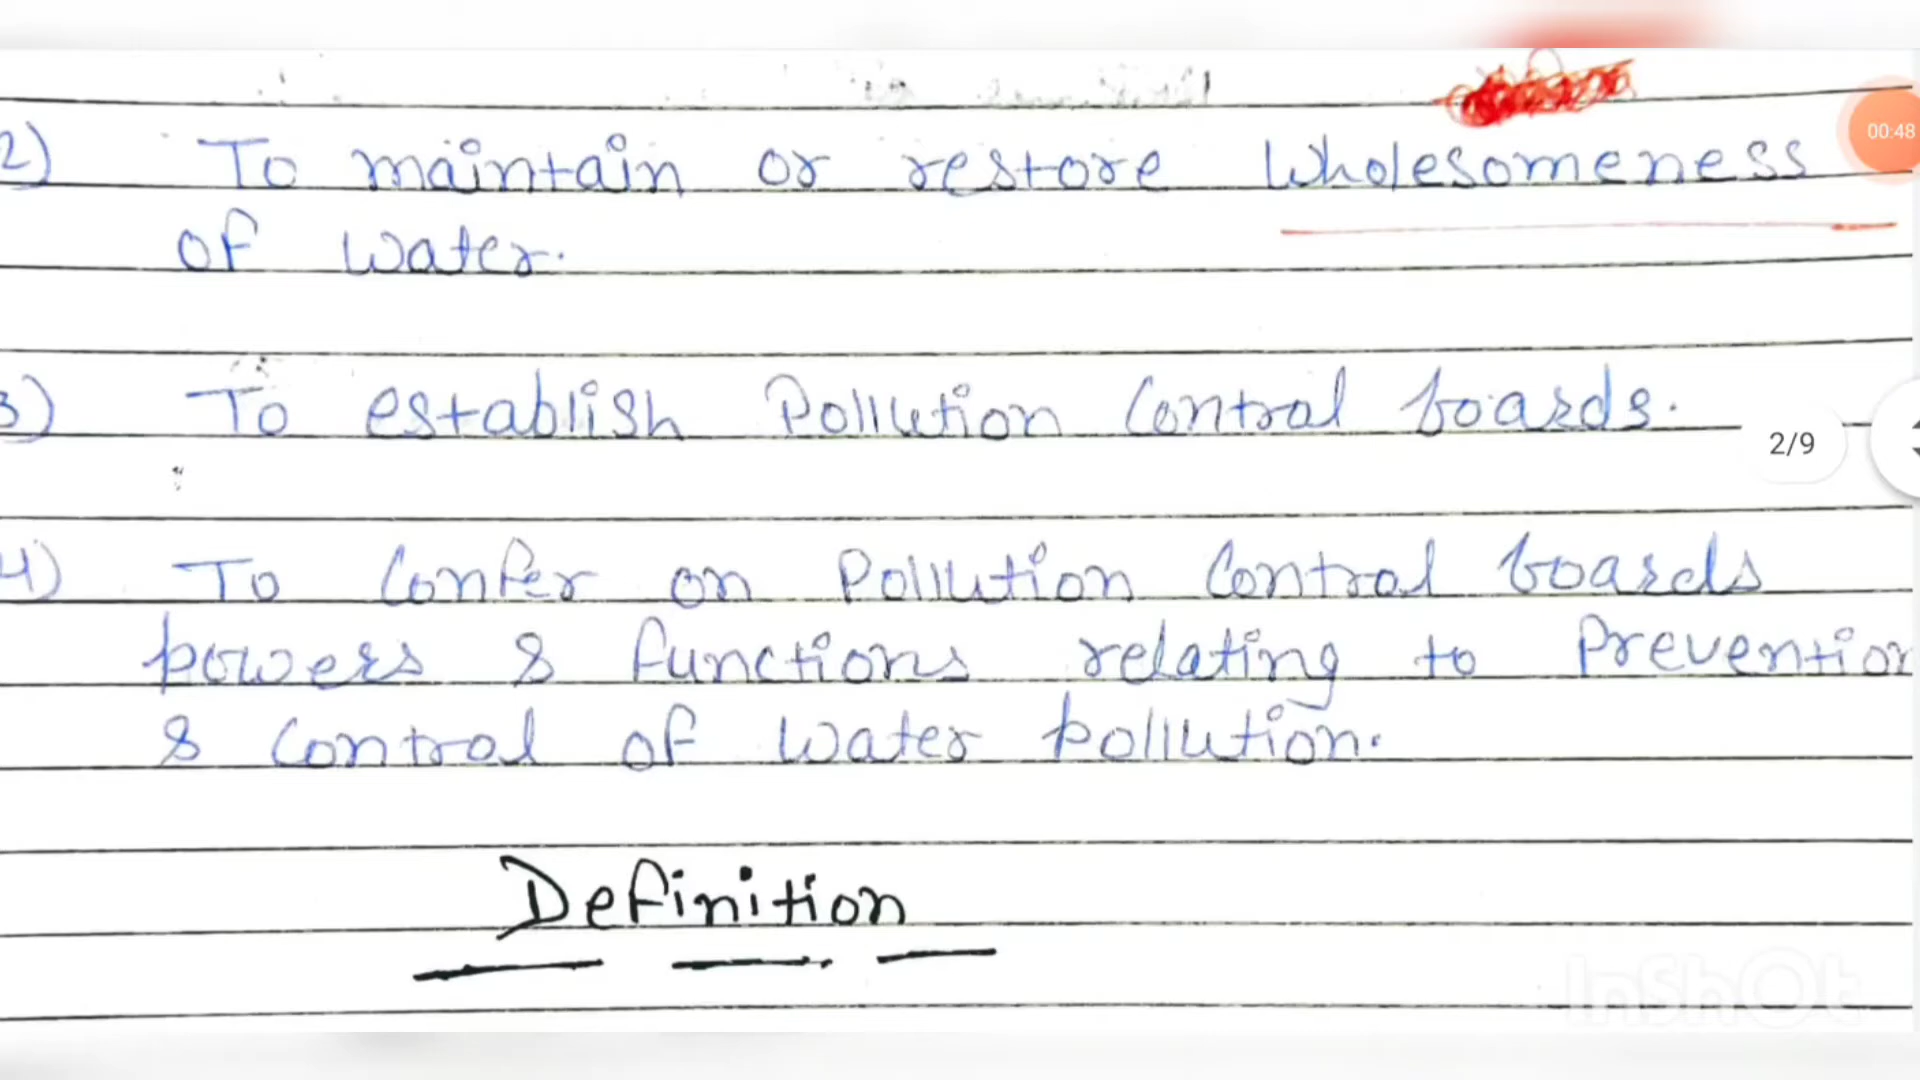 00:48
2) To maintain or restore Wholesomeness
of water.
3) To establish Pollution Control boards.
2/9
4) To Confer on Pollution Control boards
powers & functions relating to Prevention
& Control of Water pollution.
Definition
InShOt